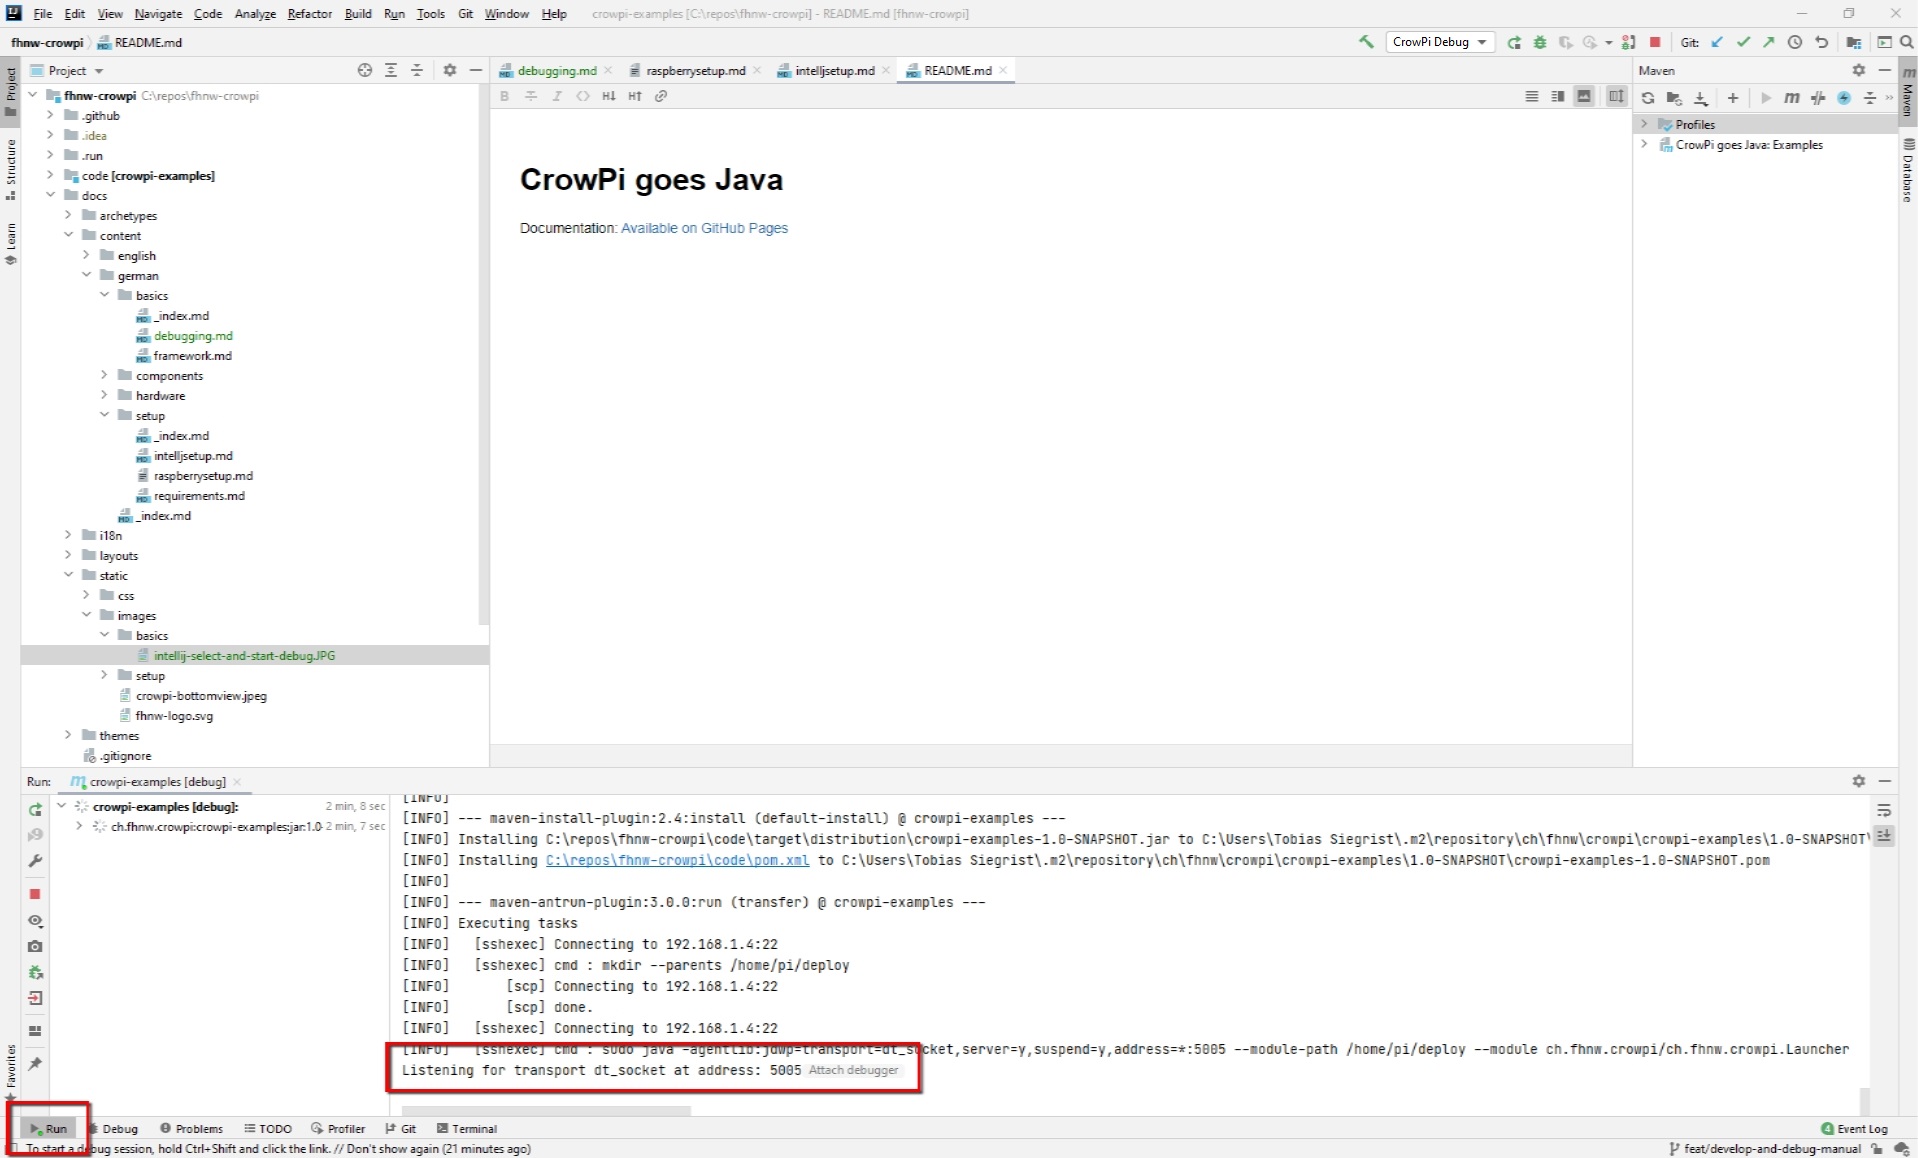 File Edit View Navigate Code Analyze Refactor Build Run Tools Git Window Help crowpi-examples [C:\repos\fhnw-crowpi] - README.md [fhnw-crowpi]
fhnw-crowpi README.md CrowPi Debug Git:
Project
debugging.md raspberrysetup.md intelljsetup.md README.md
Maven
Project
Structure
Learn
Favorites
Maven
Database
fhnw-crowpi C:\repos\fhnw-crowpi
.github
.idea
.run
code [crowpi-examples]
docs
archetypes
content
english
german
basics
_index.md
debugging.md
framework.md
components
hardware
setup
_index.md
intelljsetup.md
raspberrysetup.md
requirements.md
_index.md
i18n
layouts
static
css
images
basics
intellij-select-and-start-debug.JPG
setup
crowpi-bottomview.jpeg
fhnw-logo.svg
themes
.gitignore
CrowPi goes Java
Documentation: Available on GitHub Pages
Profiles
CrowPi goes Java: Examples
Run: crowpi-examples [debug]
crowpi-examples [debug]: 2 min, 8 sec
ch.fhnw.crowpi:crowpi-examples:jar:1.0- 2 min, 7 sec
[INFO]
[INFO] --- maven-install-plugin:2.4:install (default-install) @ crowpi-examples ---
[INFO] Installing C:\repos\fhnw-crowpi\code\target\distribution\crowpi-examples-1.0-SNAPSHOT.jar to C:\Users\Tobias Siegrist\.m2\repository\ch\fhnw\crowpi\crowpi-examples\1.0-SNAPSHOT\
[INFO] Installing C:\repos\fhnw-crowpi\code\pom.xml to C:\Users\Tobias Siegrist\.m2\repository\ch\fhnw\crowpi\crowpi-examples\1.0-SNAPSHOT\crowpi-examples-1.0-SNAPSHOT.pom
[INFO]
[INFO] --- maven-antrun-plugin:3.0.0:run (transfer) @ crowpi-examples ---
[INFO] Executing tasks
[INFO] [sshexec] Connecting to 192.168.1.4:22
[INFO] [sshexec] cmd : mkdir --parents /home/pi/deploy
[INFO] [scp] Connecting to 192.168.1.4:22
[INFO] [scp] done.
[INFO] [sshexec] Connecting to 192.168.1.4:22
[INFO] [sshexec] cmd : sudo java -agentlib:jdwp=transport=dt_socket,server=y,suspend=y,address=*:5005 --module-path /home/pi/deploy --module ch.fhnw.crowpi/ch.fhnw.crowpi.Launcher
Listening for transport dt_socket at address: 5005 Attach debugger
Run Debug Problems TODO Profiler Git Terminal 4 Event Log
To start a debug session, hold Ctrl+Shift and click the link. // Don't show again (21 minutes ago) feat/develop-and-debug-manual